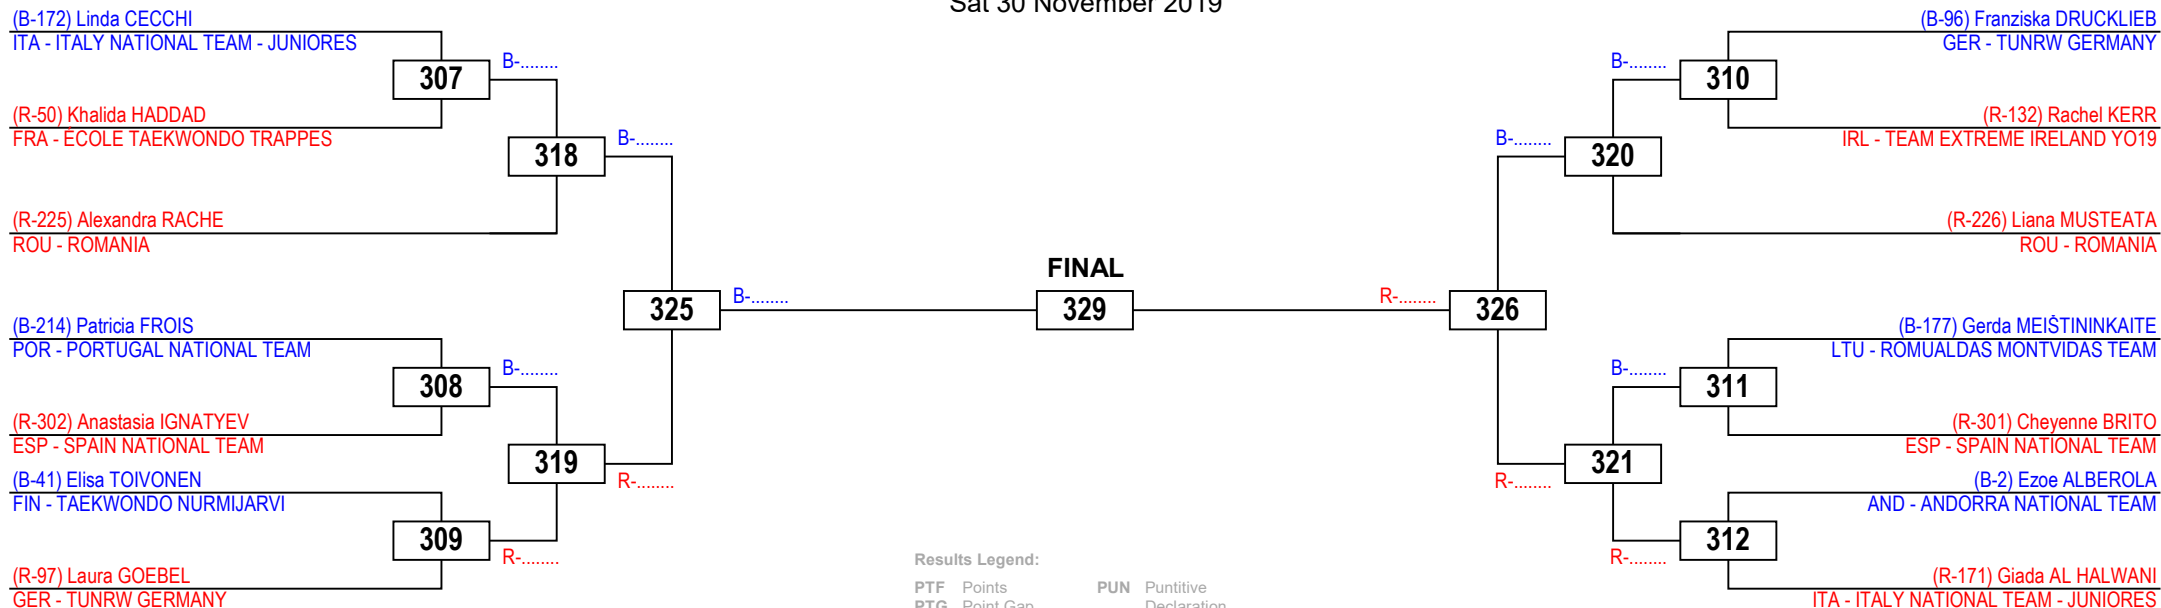 Sat 30 November 2019
(B-172) Linda CECCHI
ITA - ITALY NATIONAL TEAM - JUNIORES
B-........
307
(R-50) Khalida HADDAD
FRA - ÉCOLE TAEKWONDO TRAPPES
B-........
318
(R-225) Alexandra RACHE
ROU - ROMANIA
325
B-........
(B-214) Patricia FROIS
POR - PORTUGAL NATIONAL TEAM
B-........
308
(R-302) Anastasia IGNATYEV
ESP - SPAIN NATIONAL TEAM
319
R-........
(B-41) Elisa TOIVONEN
FIN - TAEKWONDO NURMIJARVI
309
R-........
(R-97) Laura GOEBEL
GER - TUNRW GERMANY
FINAL
329
(B-96) Franziska DRUCKLIEB
GER - TUNRW GERMANY
B-........
310
(R-132) Rachel KERR
IRL - TEAM EXTREME IRELAND YO19
B-........
320
(R-226) Liana MUSTEATA
ROU - ROMANIA
R-........
326
(B-177) Gerda MEIŠTININKAITE
LTU - ROMUALDAS MONTVIDAS TEAM
B-........
311
(R-301) Cheyenne BRITO
ESP - SPAIN NATIONAL TEAM
321
R-........
(B-2) Ezoe ALBEROLA
AND - ANDORRA NATIONAL TEAM
312
R-........
(R-171) Giada AL HALWANI
ITA - ITALY NATIONAL TEAM - JUNIORES
Results Legend:
PTF Points PUN Puntitive
PTG Point Gap Declaration